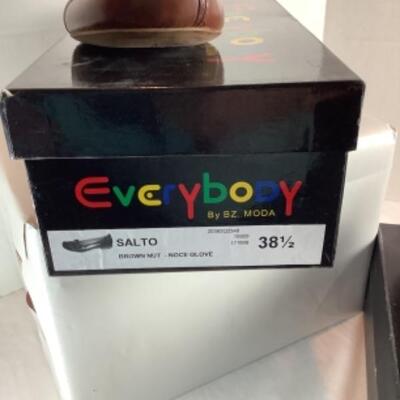 Everybody
By BZ. MODA
SALTO
38½
BROWN NUT - NOCE GLOVE